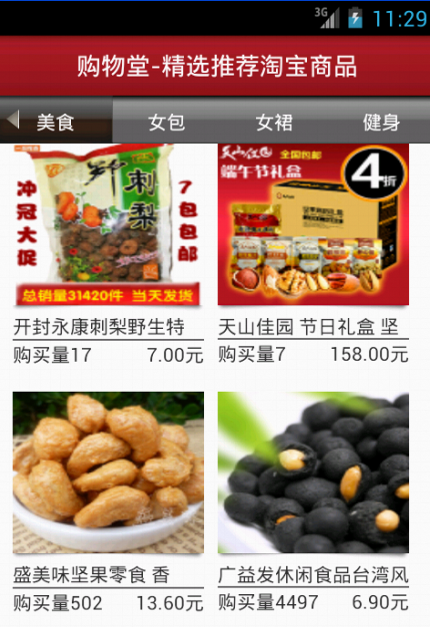 3G 11:29
购物堂-精选推荐淘宝商品
美食 女包 女裙 健身
鲜刺梨
冲冠大促
7包包邮
总销量31420件 当天发货
天山佳园 全国包邮
端午节礼盒
4折
开封永康刺梨野生特
购买量17 7.00元
天山佳园 节日礼盒 坚
购买量7 158.00元
盛美味坚果零食 香
购买量502 13.60元
广益发休闲食品台湾风
购买量4497 6.90元